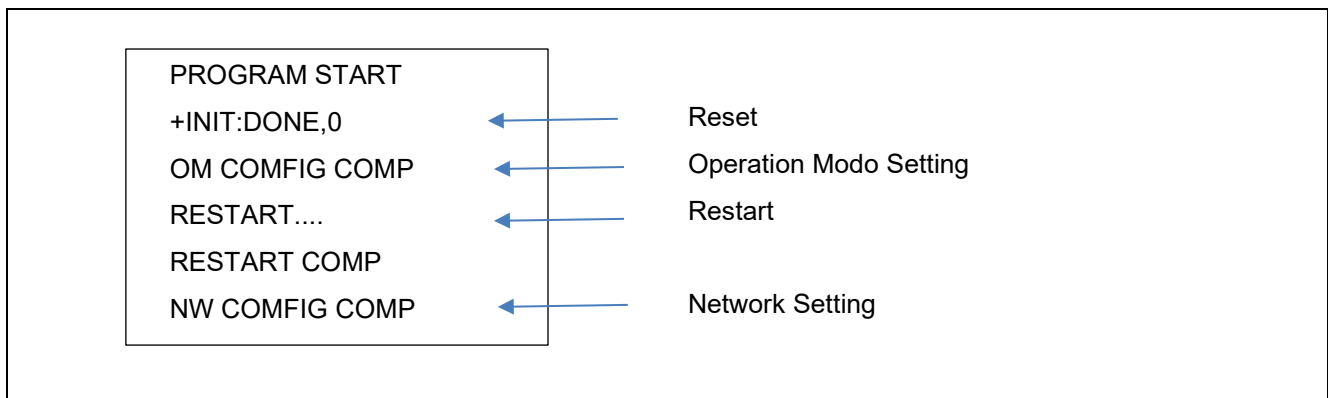 PROGRAM START
+INIT:DONE,0 Reset
OM COMFIG COMP Operation Modo Setting
RESTART.... Restart
RESTART COMP
NW COMFIG COMP Network Setting